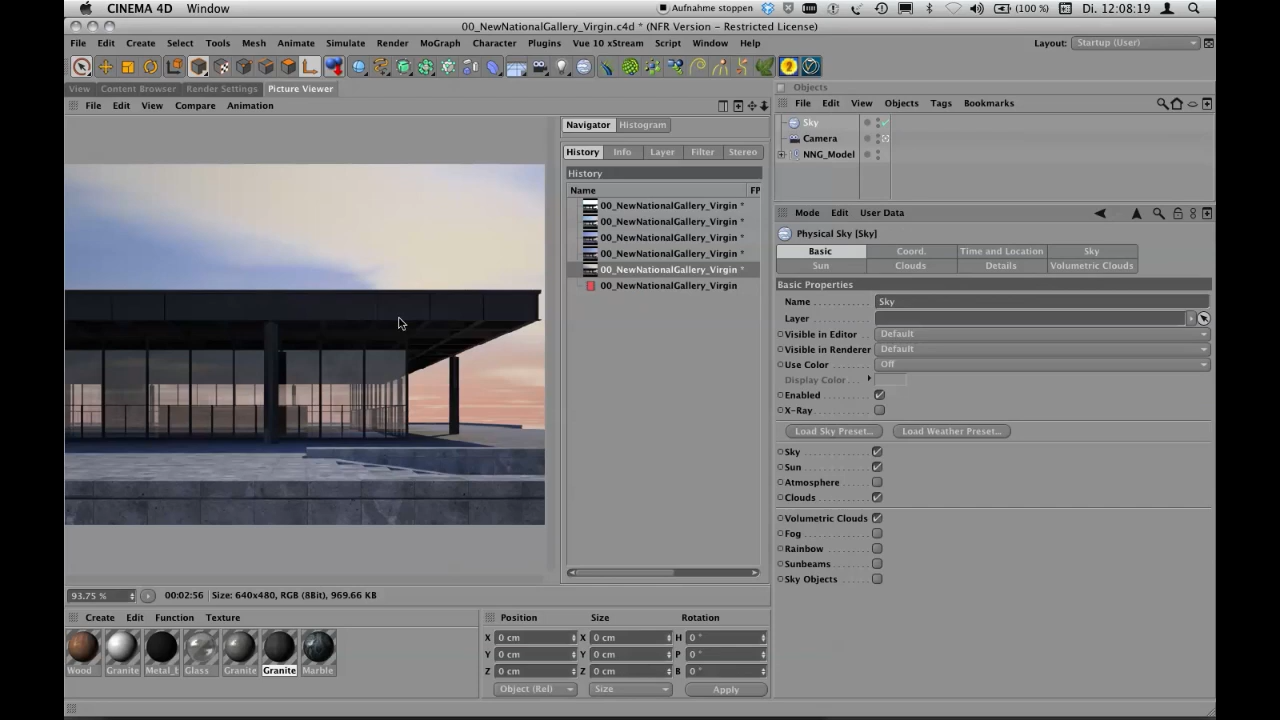 CINEMA 4D Window Aufnahme stoppen (100 %) Di. 12:08:19
00_NewNationalGallery_Virgin.c4d * (NFR Version - Restricted License)
File Edit Create Select Tools Mesh Animate Simulate Render MoGraph Character Plugins Vue 10 xStream Script Window Help Layout: Startup (User)
View Content Browser Render Settings Picture Viewer
File Edit View Compare Animation
Navigator Histogram
History Info Layer Filter Stereo
History
Name FP
00_NewNationalGallery_Virgin *
00_NewNationalGallery_Virgin *
00_NewNationalGallery_Virgin *
00_NewNationalGallery_Virgin *
00_NewNationalGallery_Virgin *
00_NewNationalGallery_Virgin
93.75 % 00:02:56 Size: 640x480, RGB (8Bit), 969.66 KB
Create Edit Function Texture
Wood Granite Metal_ Glass Granite Granite Marble
Position Size Rotation
X 0 cm X 0 cm H 0 °
Y 0 cm Y 0 cm P 0 °
Z 0 cm Z 0 cm B 0 °
Object (Rel) Size Apply
Objects
File Edit View Objects Tags Bookmarks
Sky
Camera
NNG_Model
Mode Edit User Data
Physical Sky [Sky]
Basic Coord. Time and Location Sky
Sun Clouds Details Volumetric Clouds
Basic Properties
Name Sky
Layer
Visible in Editor Default
Visible in Renderer Default
Use Color Off
Display Color
Enabled
X-Ray
Load Sky Preset... Load Weather Preset...
Sky
Sun
Atmosphere
Clouds
Volumetric Clouds
Fog
Rainbow
Sunbeams
Sky Objects